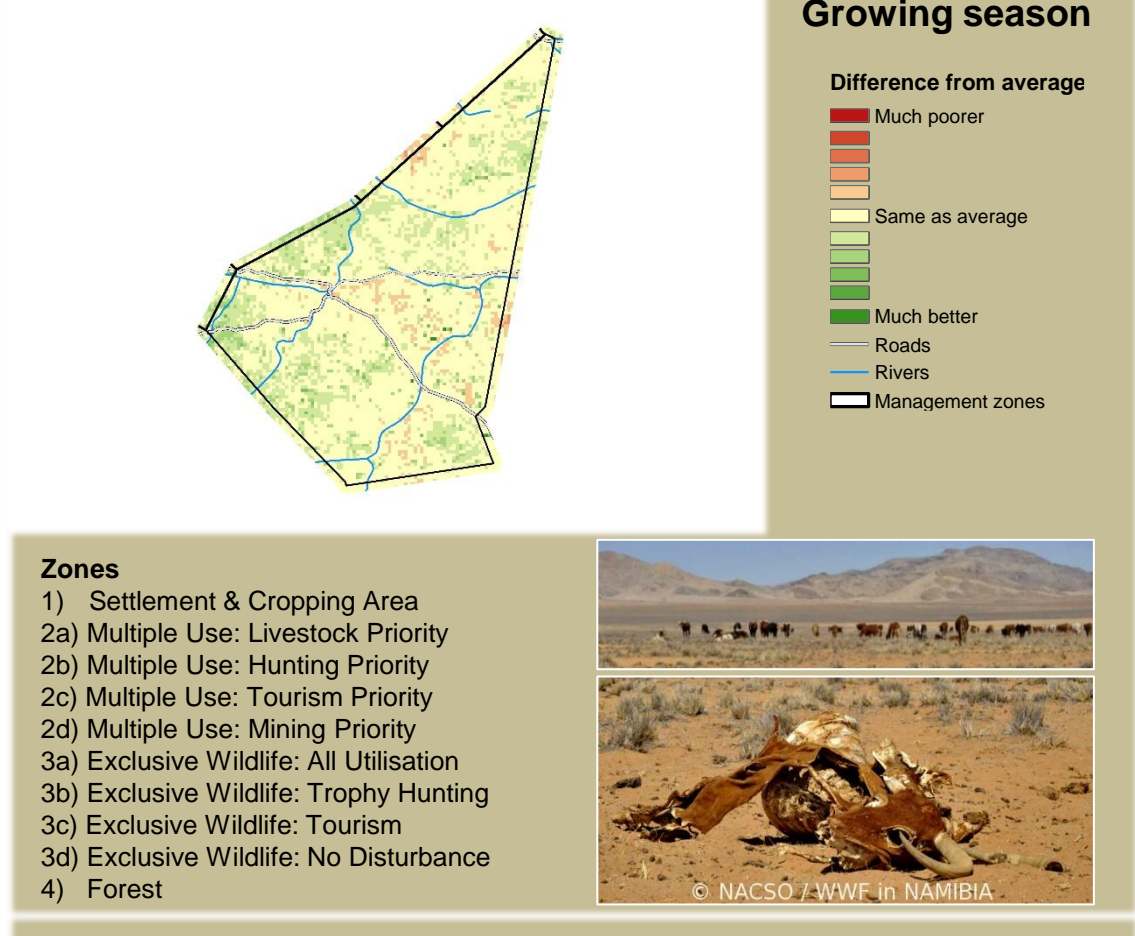 Growing season
Difference from average
Much poorer
Same as average
Much better
Roads
Rivers
Management zones
Zones
1) Settlement & Cropping Area
2a) Multiple Use: Livestock Priority
2b) Multiple Use: Hunting Priority
2c) Multiple Use: Tourism Priority
2d) Multiple Use: Mining Priority
3a) Exclusive Wildlife: All Utilisation
3b) Exclusive Wildlife: Trophy Hunting
3c) Exclusive Wildlife: Tourism
3d) Exclusive Wildlife: No Disturbance
4) Forest
© NACSO / WWF in NAMIBIA